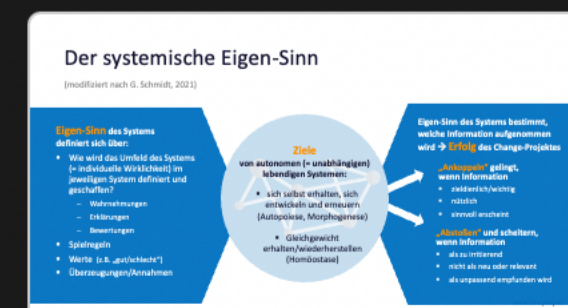 Der systemische Eigen-Sinn
(modifiziert nach G. Schmidt, 2021)
Eigen-Sinn des Systems
definiert sich über:
• Wie wird das Umfeld des Systems
(= individuelle Wirklichkeit) im
jeweiligen System definiert und
geschaffen?
– Wahrnehmungen
– Erklärungen
– Bewertungen
• Spielregeln
• Werte (z.B. „gut/schlecht“)
• Überzeugungen/Annahmen
Ziele
von autonomen (= unabhängigen)
lebendigen Systemen:
• sich selbst erhalten, sich
entwickeln und erneuern
(Autopoiese, Morphogenese)
• Gleichgewicht
erhalten/wiederherstellen
(Homöostase)
Eigen-Sinn des Systems bestimmt,
welche Information aufgenommen
wird → Erfolg des Change-Projektes
„Ankoppeln“ gelingt,
wenn Information
• zieldienlich/wichtig
• nützlich
• sinnvoll erscheint
„Abstoßen“ und scheitern,
wenn Information
• als zu irritierend
• nicht als neu oder relevant
• als unpassend empfunden wird